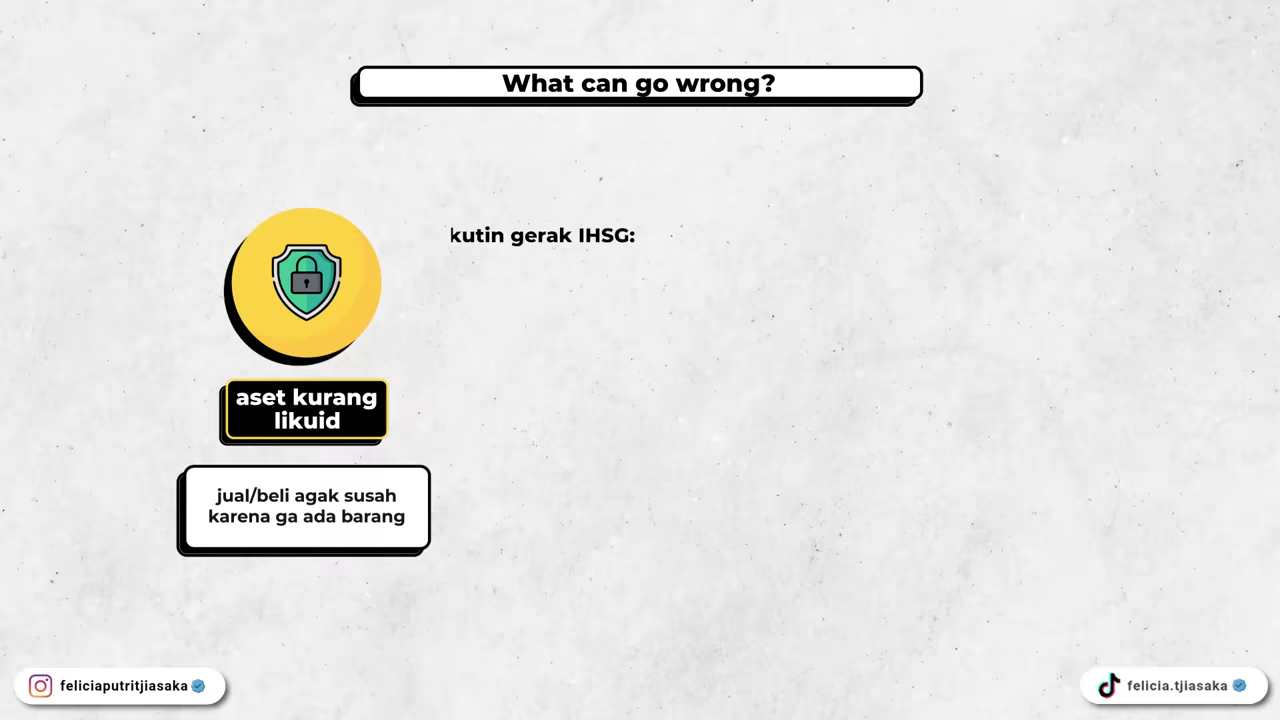 What can go wrong?
kutin gerak IHSG:
aset kurang
likuid
jual/beli agak susah
karena ga ada barang
feliciaputritjiasaka
felicia.tjiasaka